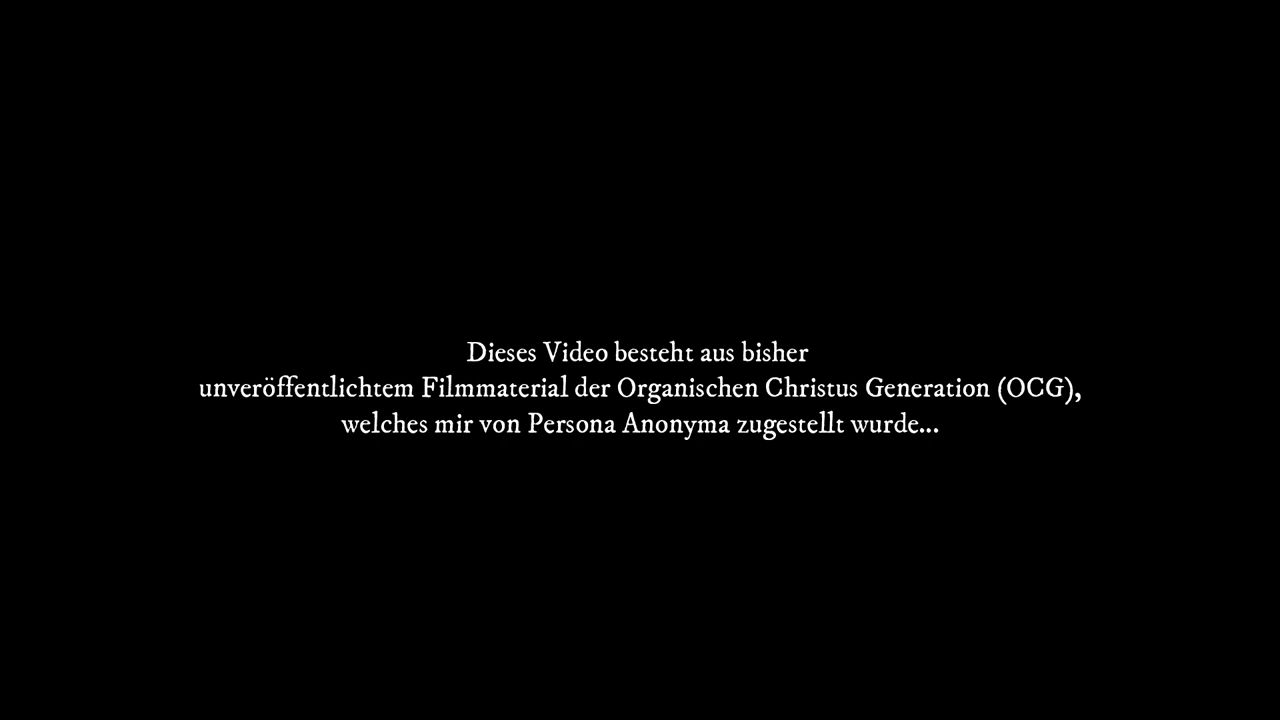 Dieses Video besteht aus bisher
unveröffentlichtem Filmmaterial der Organischen Christus Generation (OCG),
welches mir von Persona Anonyma zugestellt wurde...